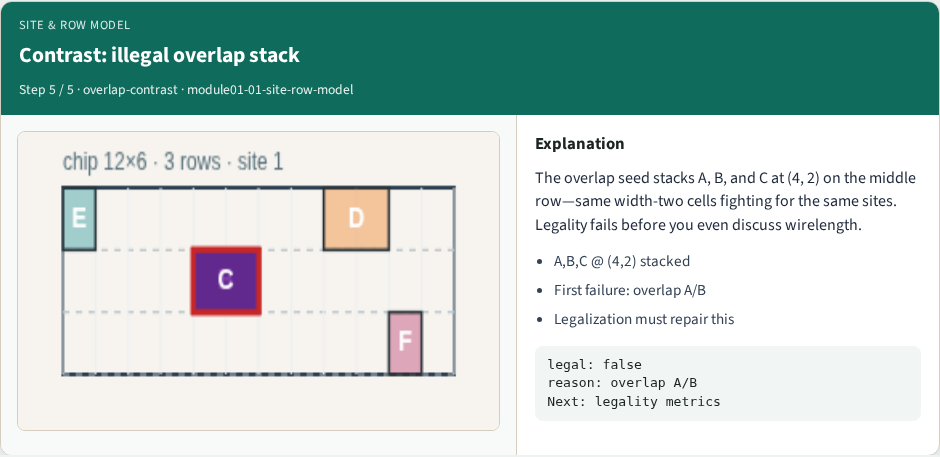 SITE & ROW MODEL
Contrast: illegal overlap stack
Step 5 / 5 · overlap-contrast · module01-01-site-row-model
chip 12×6 · 3 rows · site 1
E
D
C
F
Explanation
The overlap seed stacks A, B, and C at (4, 2) on the middle
row—same width-two cells fighting for the same sites.
Legality fails before you even discuss wirelength.
• A,B,C @ (4,2) stacked
• First failure: overlap A/B
• Legalization must repair this
legal: false
reason: overlap A/B
Next: legality metrics